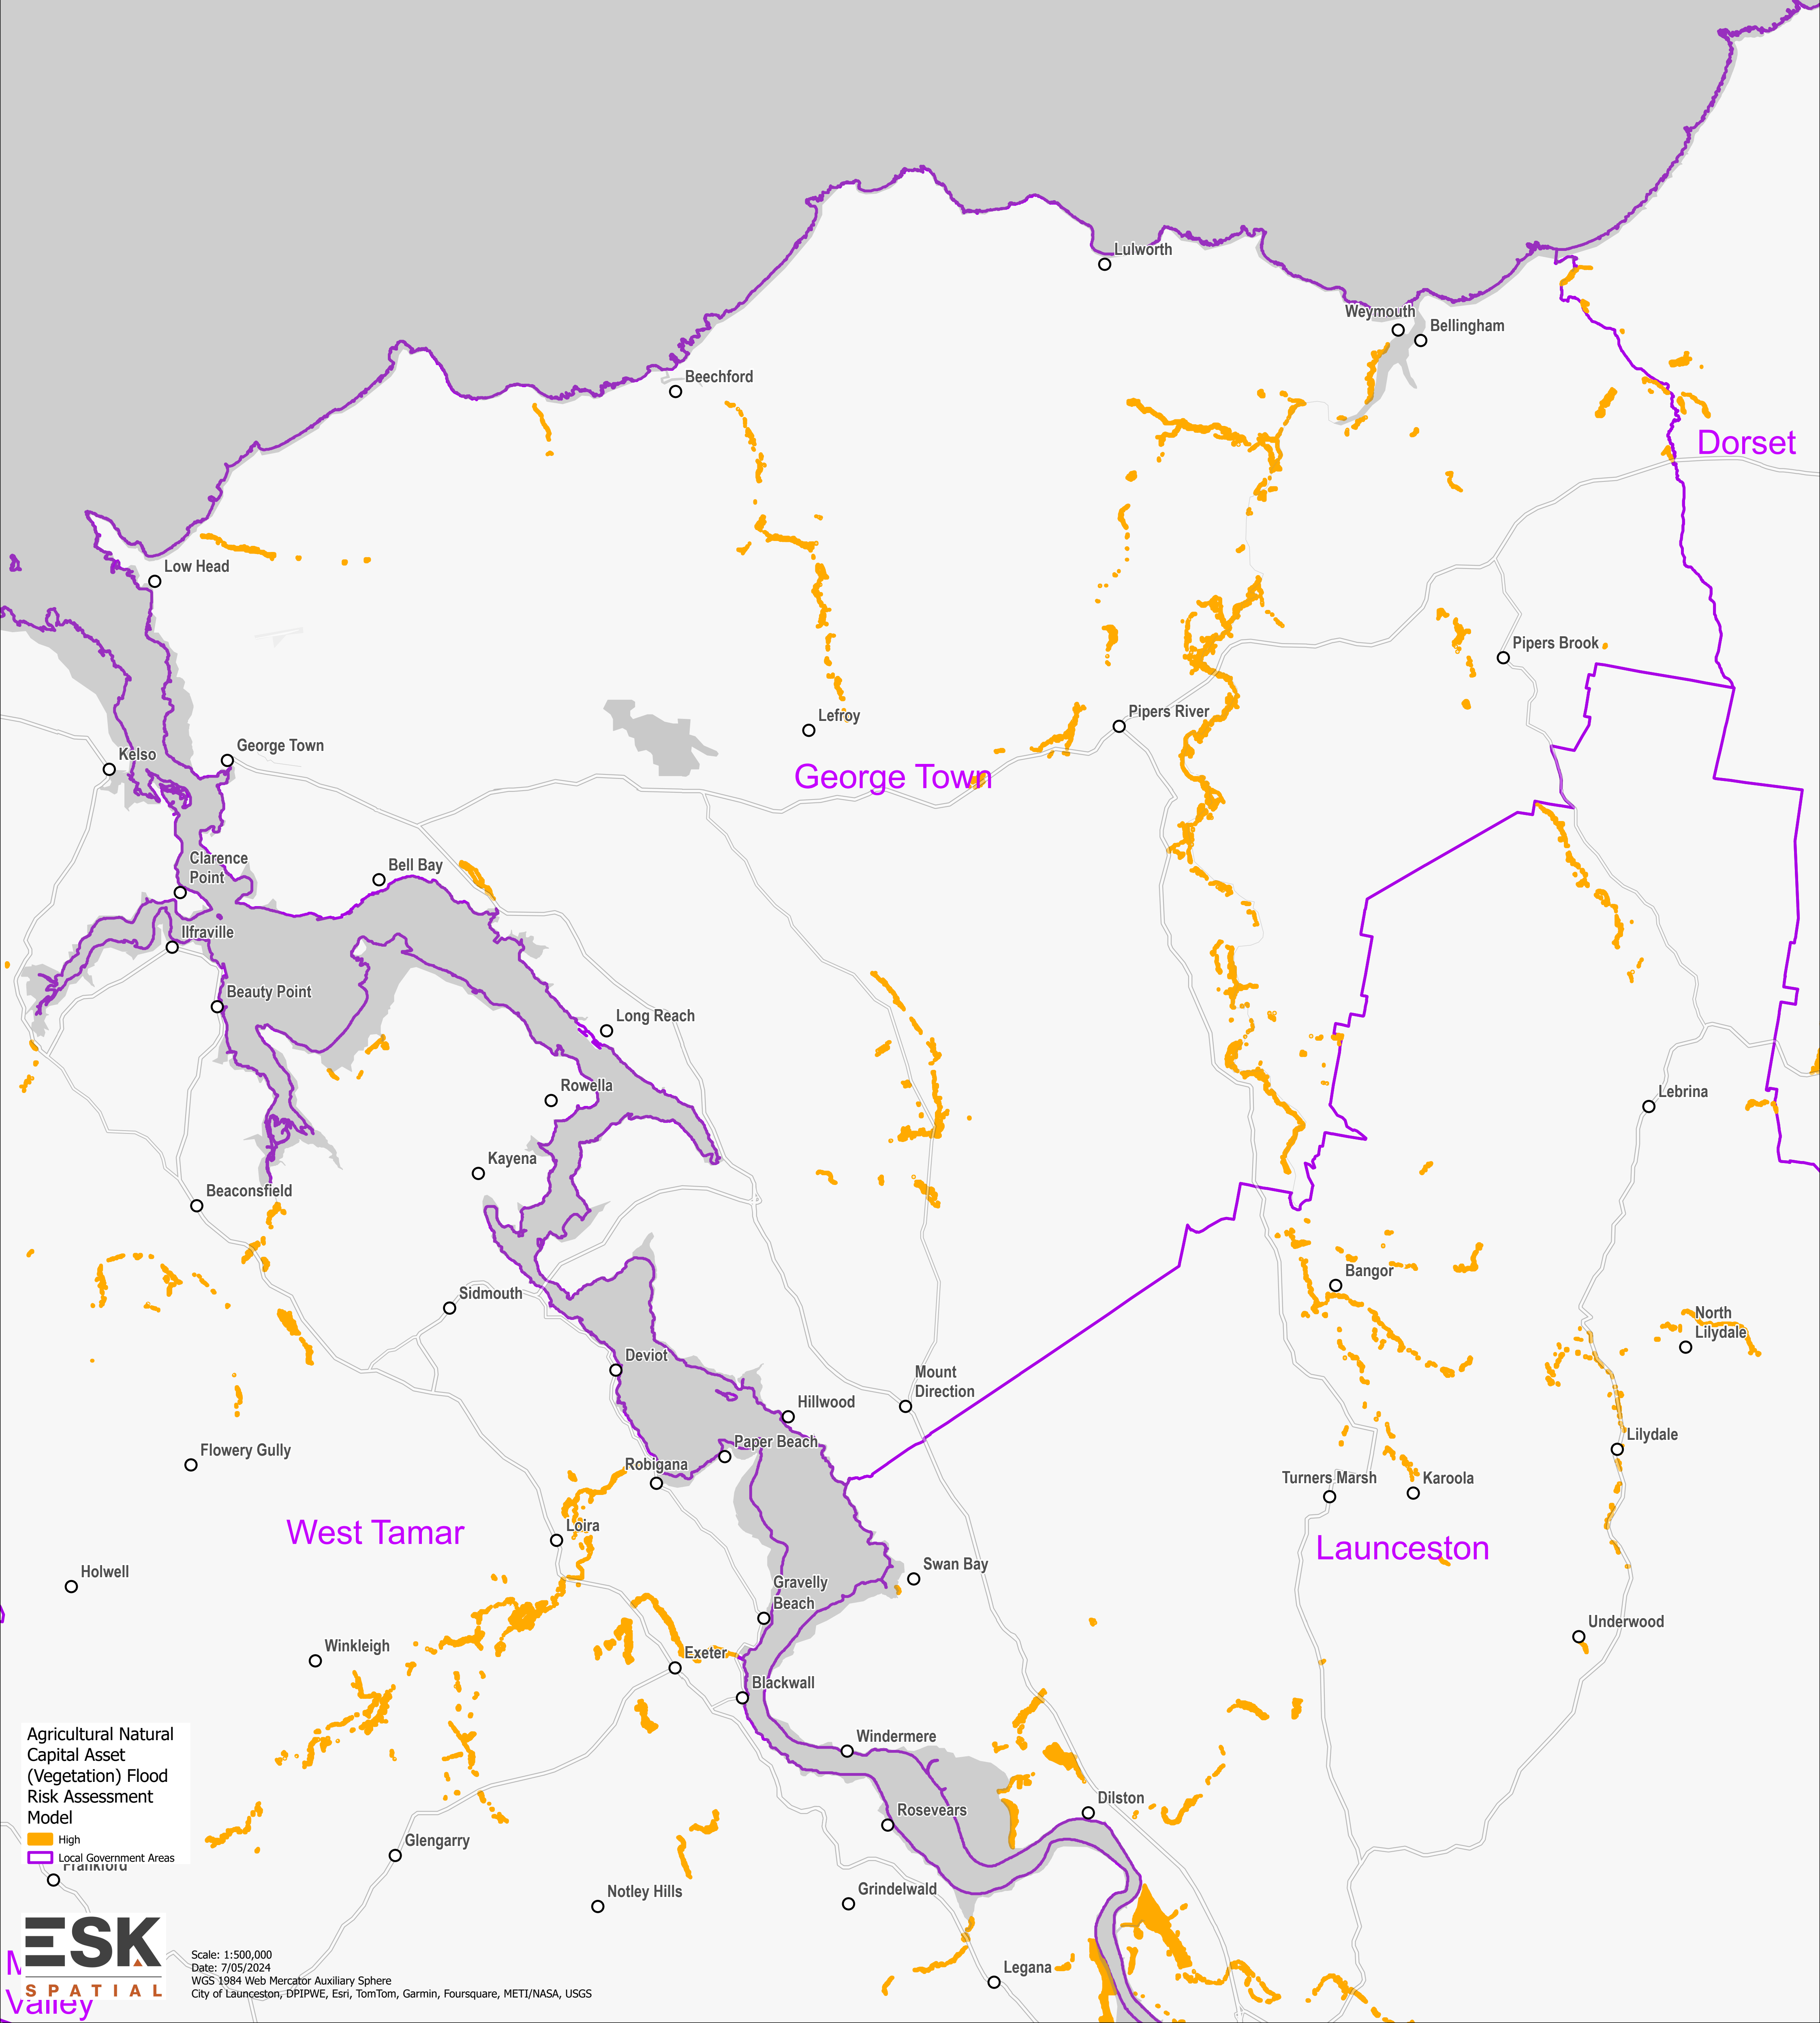 Lulworth
Weymouth
Bellingham
Beechford
Dorset
Low Head
Pipers Brook
Lefroy
Pipers River
George Town
Kelso
George Town
Clarence
Point
Bell Bay
Ilfraville
Beauty Point
Long Reach
Rowella
Lebrina
Kayena
Beaconsfield
Bangor
Sidmouth
North
Lilydale
Deviot
Mount
Direction
Hillwood
Paper Beach
Lilydale
Flowery Gully
Robigana
Turners Marsh
Karoola
Loira
West Tamar
Launceston
Swan Bay
Holwell
Gravelly
Beach
Underwood
Winkleigh
Exeter
Blackwall
Windermere
Agricultural Natural
Capital Asset
(Vegetation) Flood
Risk Assessment
Model
High
Local Government Areas
Dilston
Rosevears
Glengarry
Frankford
Notley Hills
Grindelwald
Legana
M
Valley
ESK
SPATIAL
Scale: 1:500,000
Date: 7/05/2024
WGS 1984 Web Mercator Auxiliary Sphere
City of Launceston, DPIPWE, Esri, TomTom, Garmin, Foursquare, METI/NASA, USGS